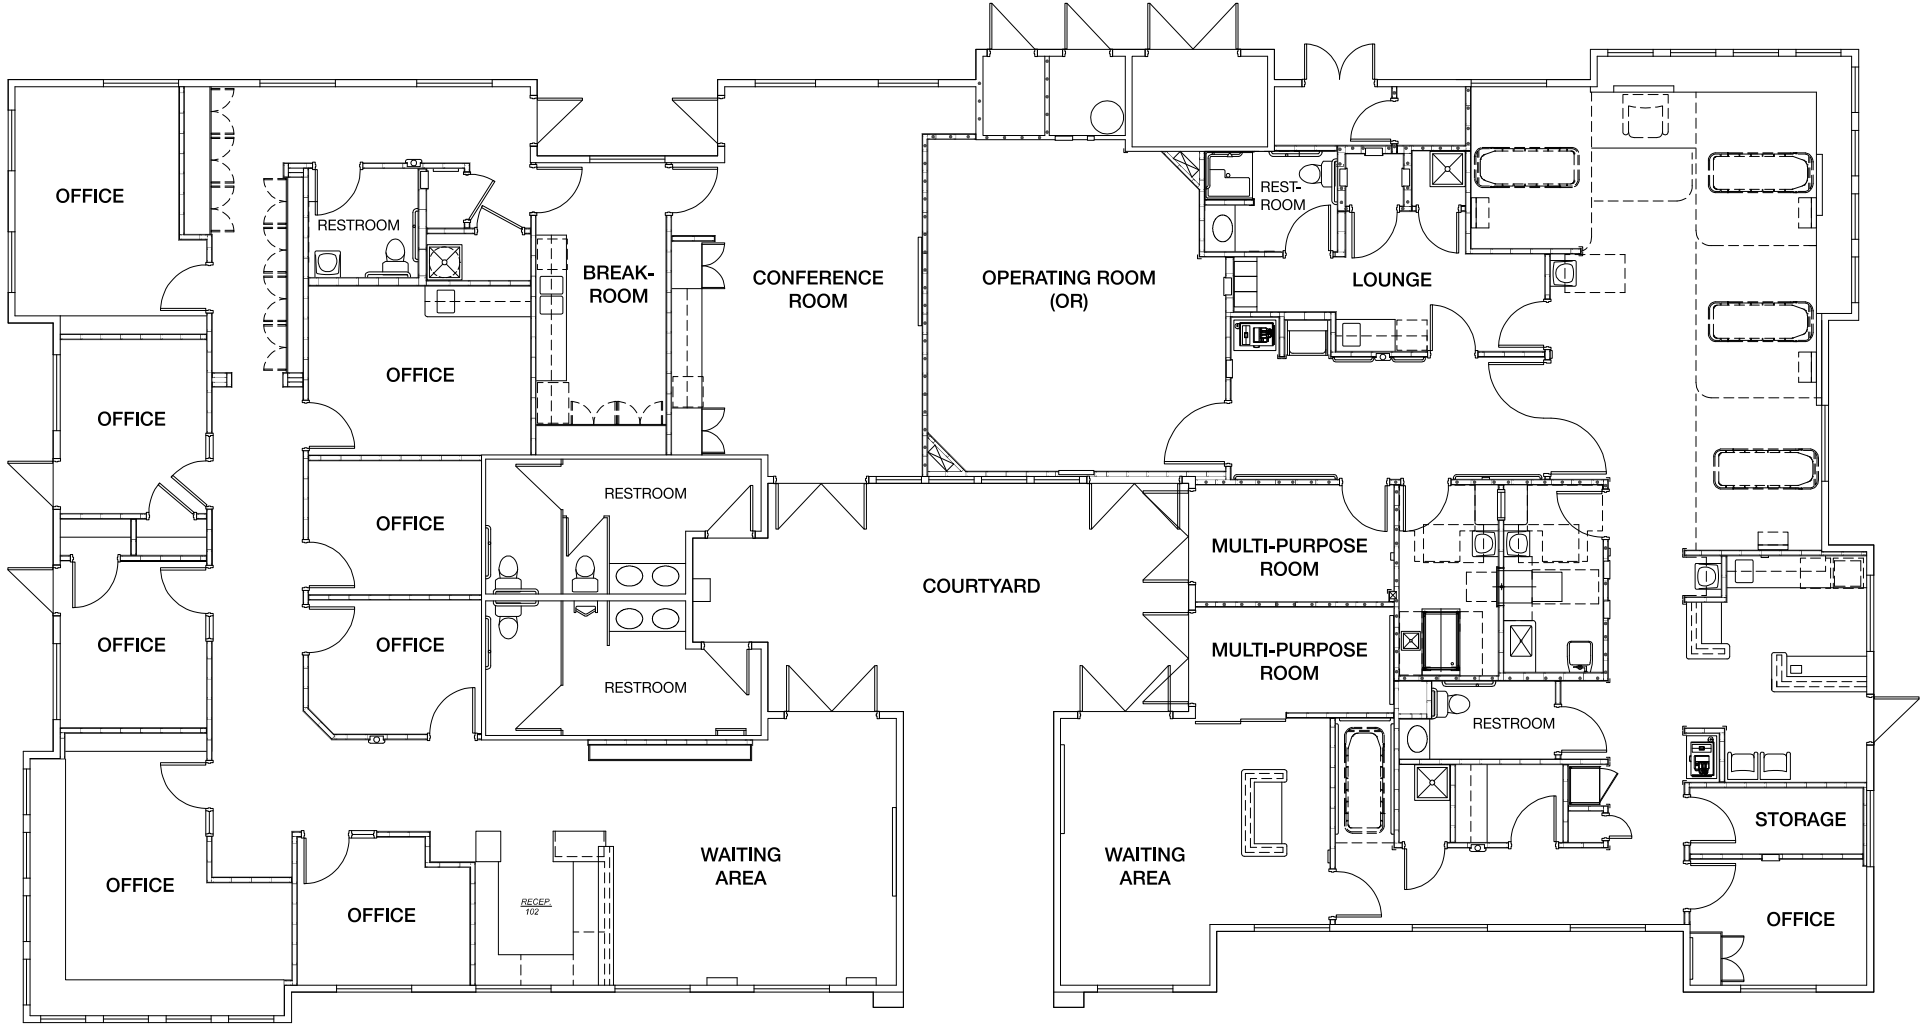 OFFICE
RESTROOM
BREAK-
ROOM
CONFERENCE
ROOM
OPERATING ROOM
(OR)
REST-
ROOM
LOUNGE
OFFICE
OFFICE
OFFICE
RESTROOM
MULTI-PURPOSE
ROOM
COURTYARD
OFFICE
OFFICE
RESTROOM
MULTI-PURPOSE
ROOM
RESTROOM
STORAGE
WAITING
AREA
WAITING
AREA
OFFICE
OFFICE
RECEP.
102
OFFICE